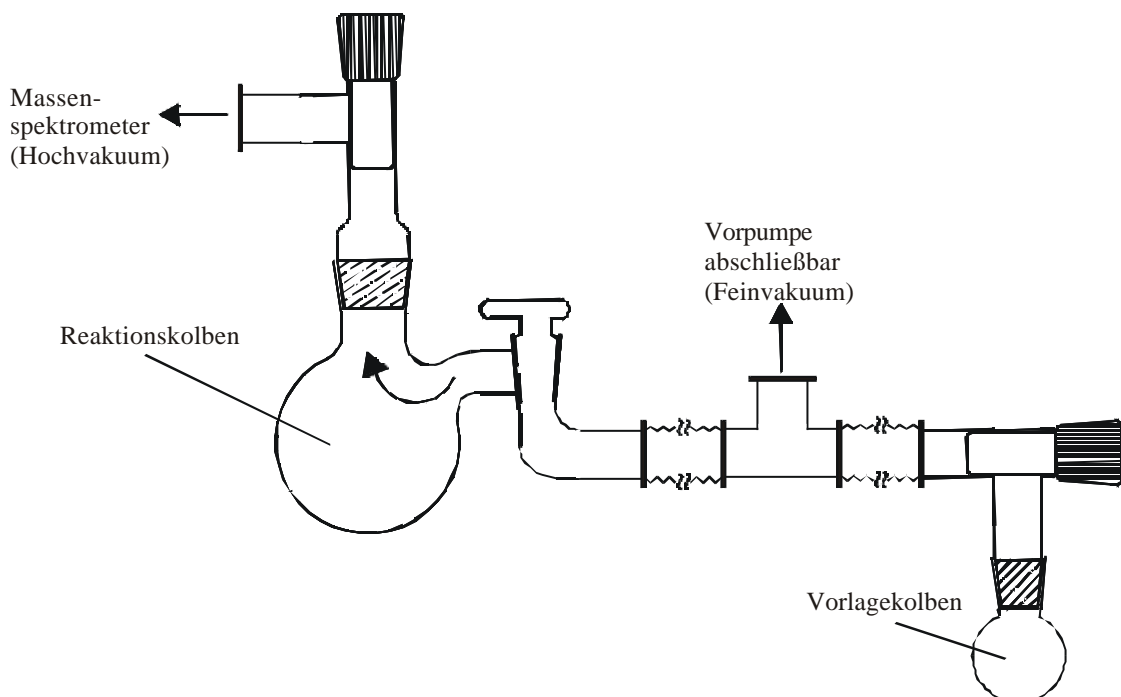 Massen-
spektrometer
(Hochvakuum)
Vorpumpe
abschließbar
(Feinvakuum)
Reaktionskolben
Vorlagekolben